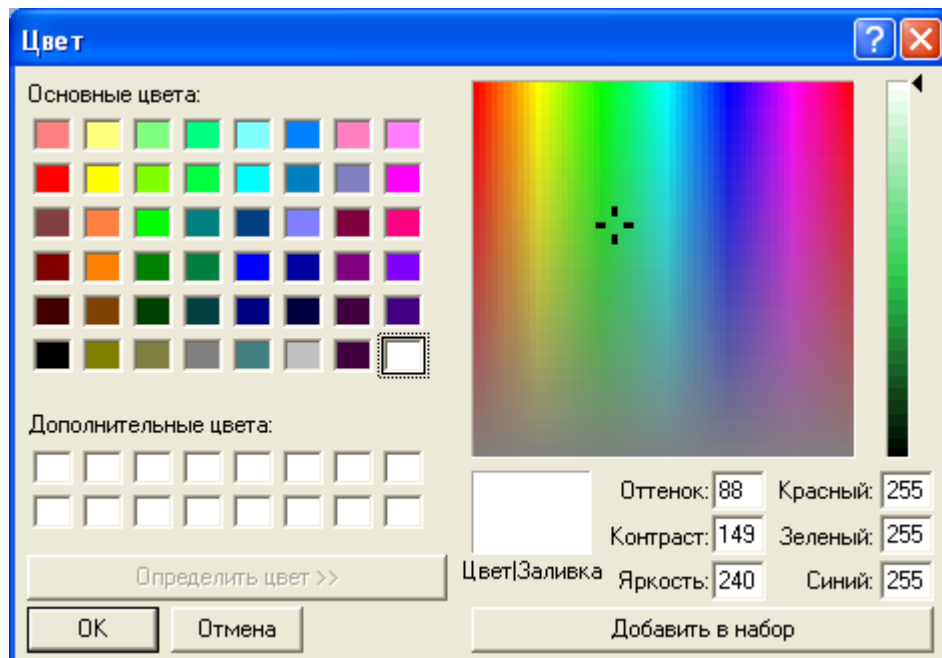 Цвет
Основные цвета:
Дополнительные цвета:
Определить цвет >>
OK
Отмена
Цвет|Заливка
Оттенок: 88
Красный: 255
Контраст: 149
Зеленый: 255
Яркость: 240
Синий: 255
Добавить в набор